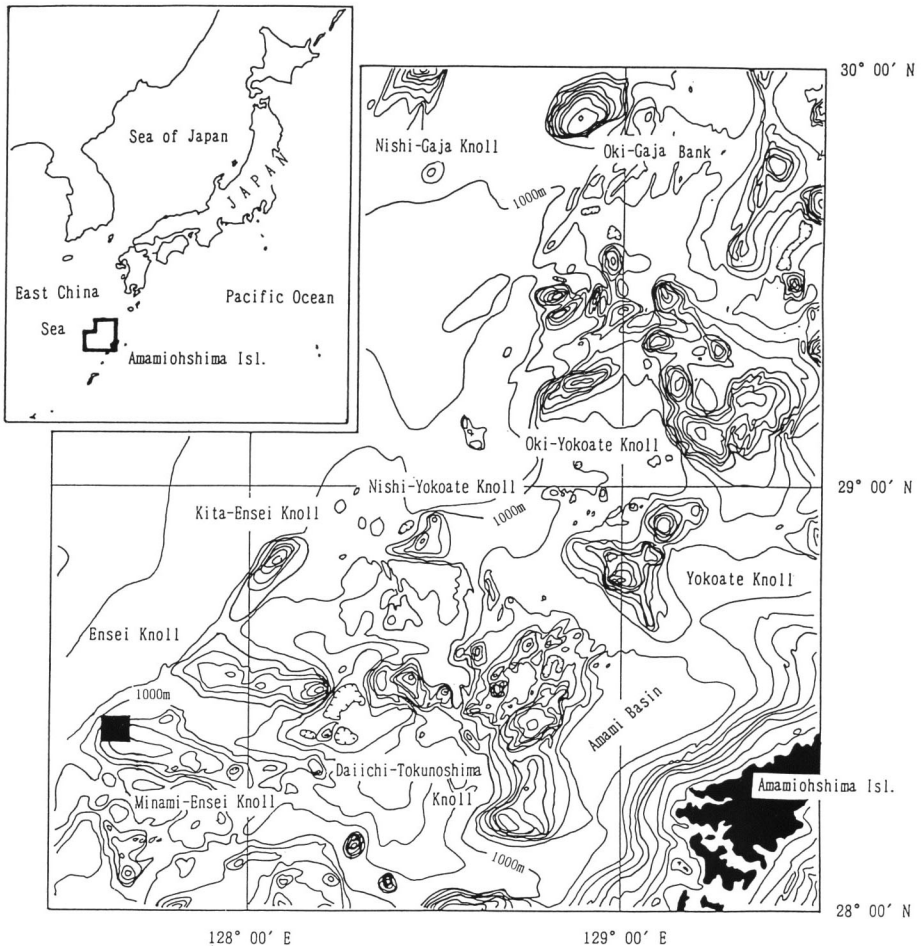 Sea of Japan
JAPAN
East China
Sea
Pacific Ocean
Amamiohshima Isl.
30° 00′ N
Nishi-Gaja Knoll
Oki-Gaja Bank
1000m
Oki-Yokoate Knoll
29° 00′ N
Nishi-Yokoate Knoll
Kita-Ensei Knoll
1000m
Yokoate Knoll
Ensei Knoll
1000m
Amami Basin
Daiichi-Tokunoshima
Knoll
Amamiohshima Isl.
Minami-Ensei Knoll
1000m
28° 00′ N
128° 00′ E
129° 00′ E